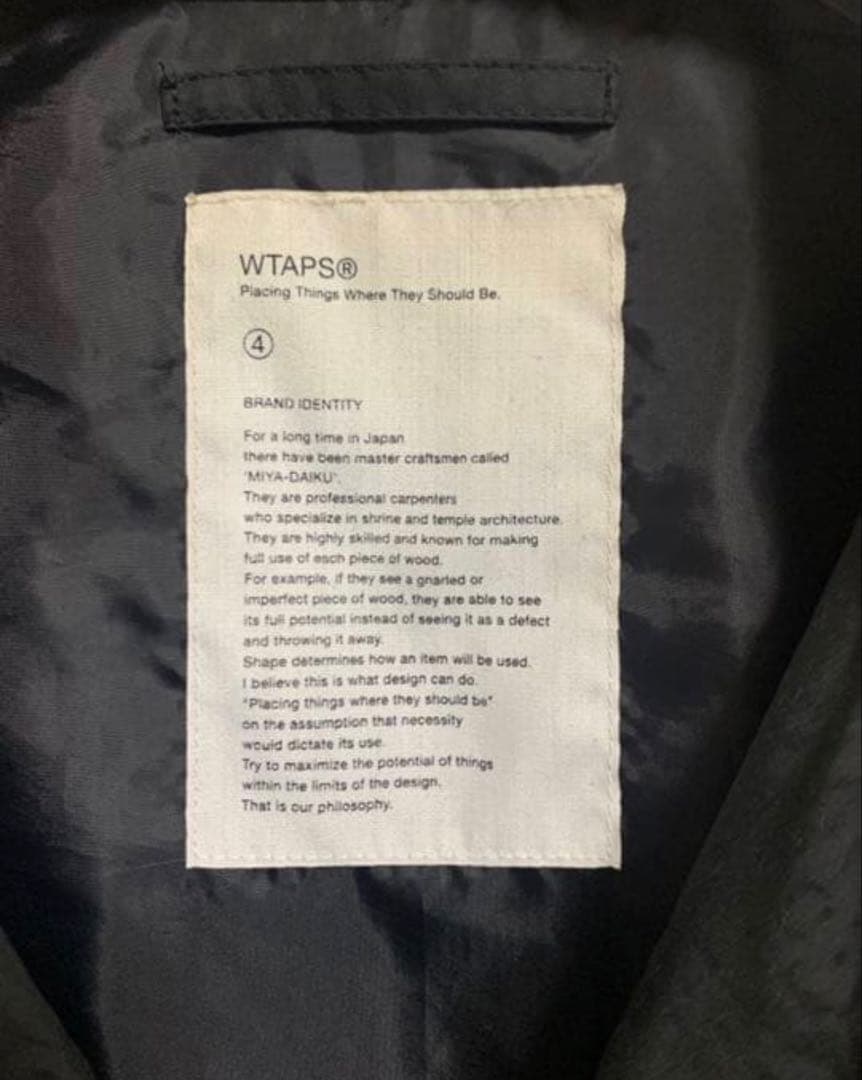 WTAPS®
Placing Things Where They Should Be.
④
BRAND IDENTITY
For a long time in Japan
there have been master craftsmen called
'MIYA-DAIKU'.
They are professional carpenters
who specialize in shrine and temple architecture.
They are highly skilled and known for making
full use of each piece of wood.
For example, if they see a gnarled or
imperfect piece of wood, they are able to see
its full potential instead of seeing it as a defect
and throwing it away.
Shape determines how an item will be used.
I believe this is what design can do.
"Placing things where they should be"
on the assumption that necessity
would dictate its use.
Try to maximize the potential of things
within the limits of the design.
That is our philosophy.